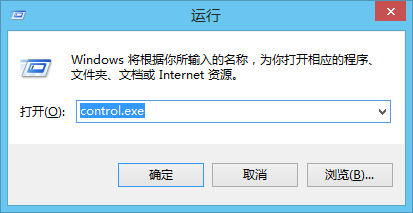 运行
Windows 将根据你所输入的名称，为你打开相应的程序、
文件夹、文档或 Internet 资源。
打开(O): control.exe
确定 取消 浏览(B)...